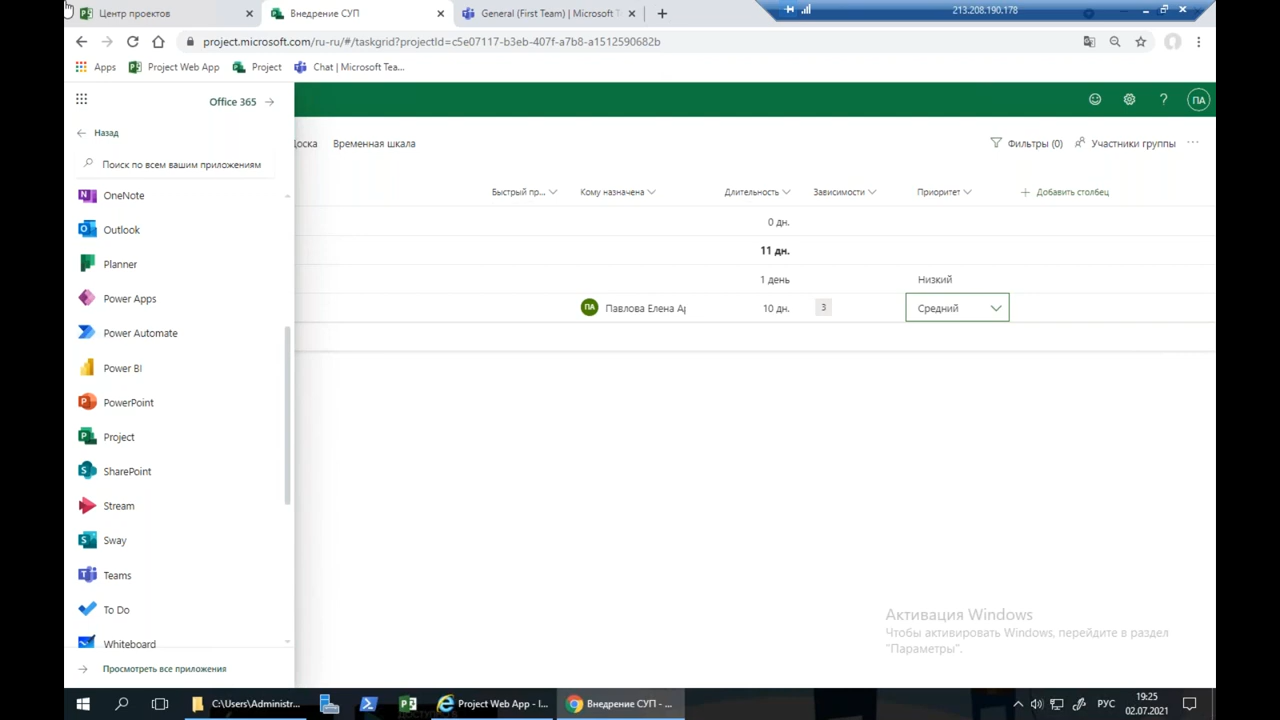 Центр проектов
Внедрение СУП
General (First Team) | Microsoft T
213.208.190.178
project.microsoft.com/ru-ru/#/taskgrid?projectId=c5e07117-b3eb-407f-a7b8-a1512590682b
Apps
Project Web App
Project
Chat | Microsoft Tea...
Office 365
ПА
Назад
Доска
Временная шкала
Фильтры (0)
Участники группы
Поиск по всем вашим приложениям
Быстрый пр...
Кому назначена
Длительность
Зависимости
Приоритет
Добавить столбец
OneNote
0 дн.
Outlook
11 дн.
Planner
1 день
Низкий
Power Apps
ПА
Павлова Елена Ар
10 дн.
3
Средний
Power Automate
Power BI
PowerPoint
Project
SharePoint
Stream
Sway
Teams
To Do
Whiteboard
Просмотреть все приложения
Активация Windows
Чтобы активировать Windows, перейдите в раздел
"Параметры".
C:\Users\Administr...
Project Web App - I...
Внедрение СУП - ...
РУС
19:25
02.07.2021